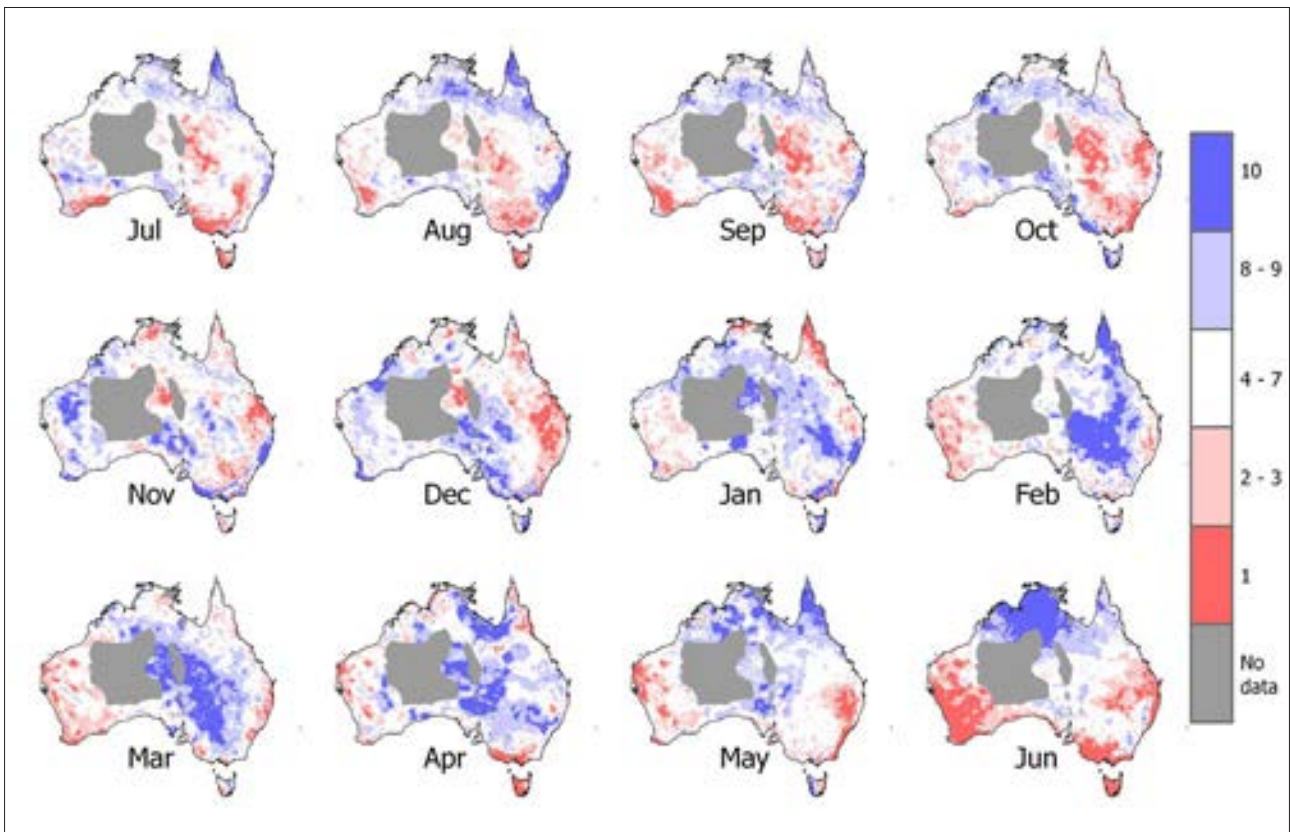 Jul
Aug
Sep
Oct
Nov
Dec
Jan
Feb
Mar
Apr
May
Jun
10
8 - 9
4 - 7
2 - 3
1
No
data